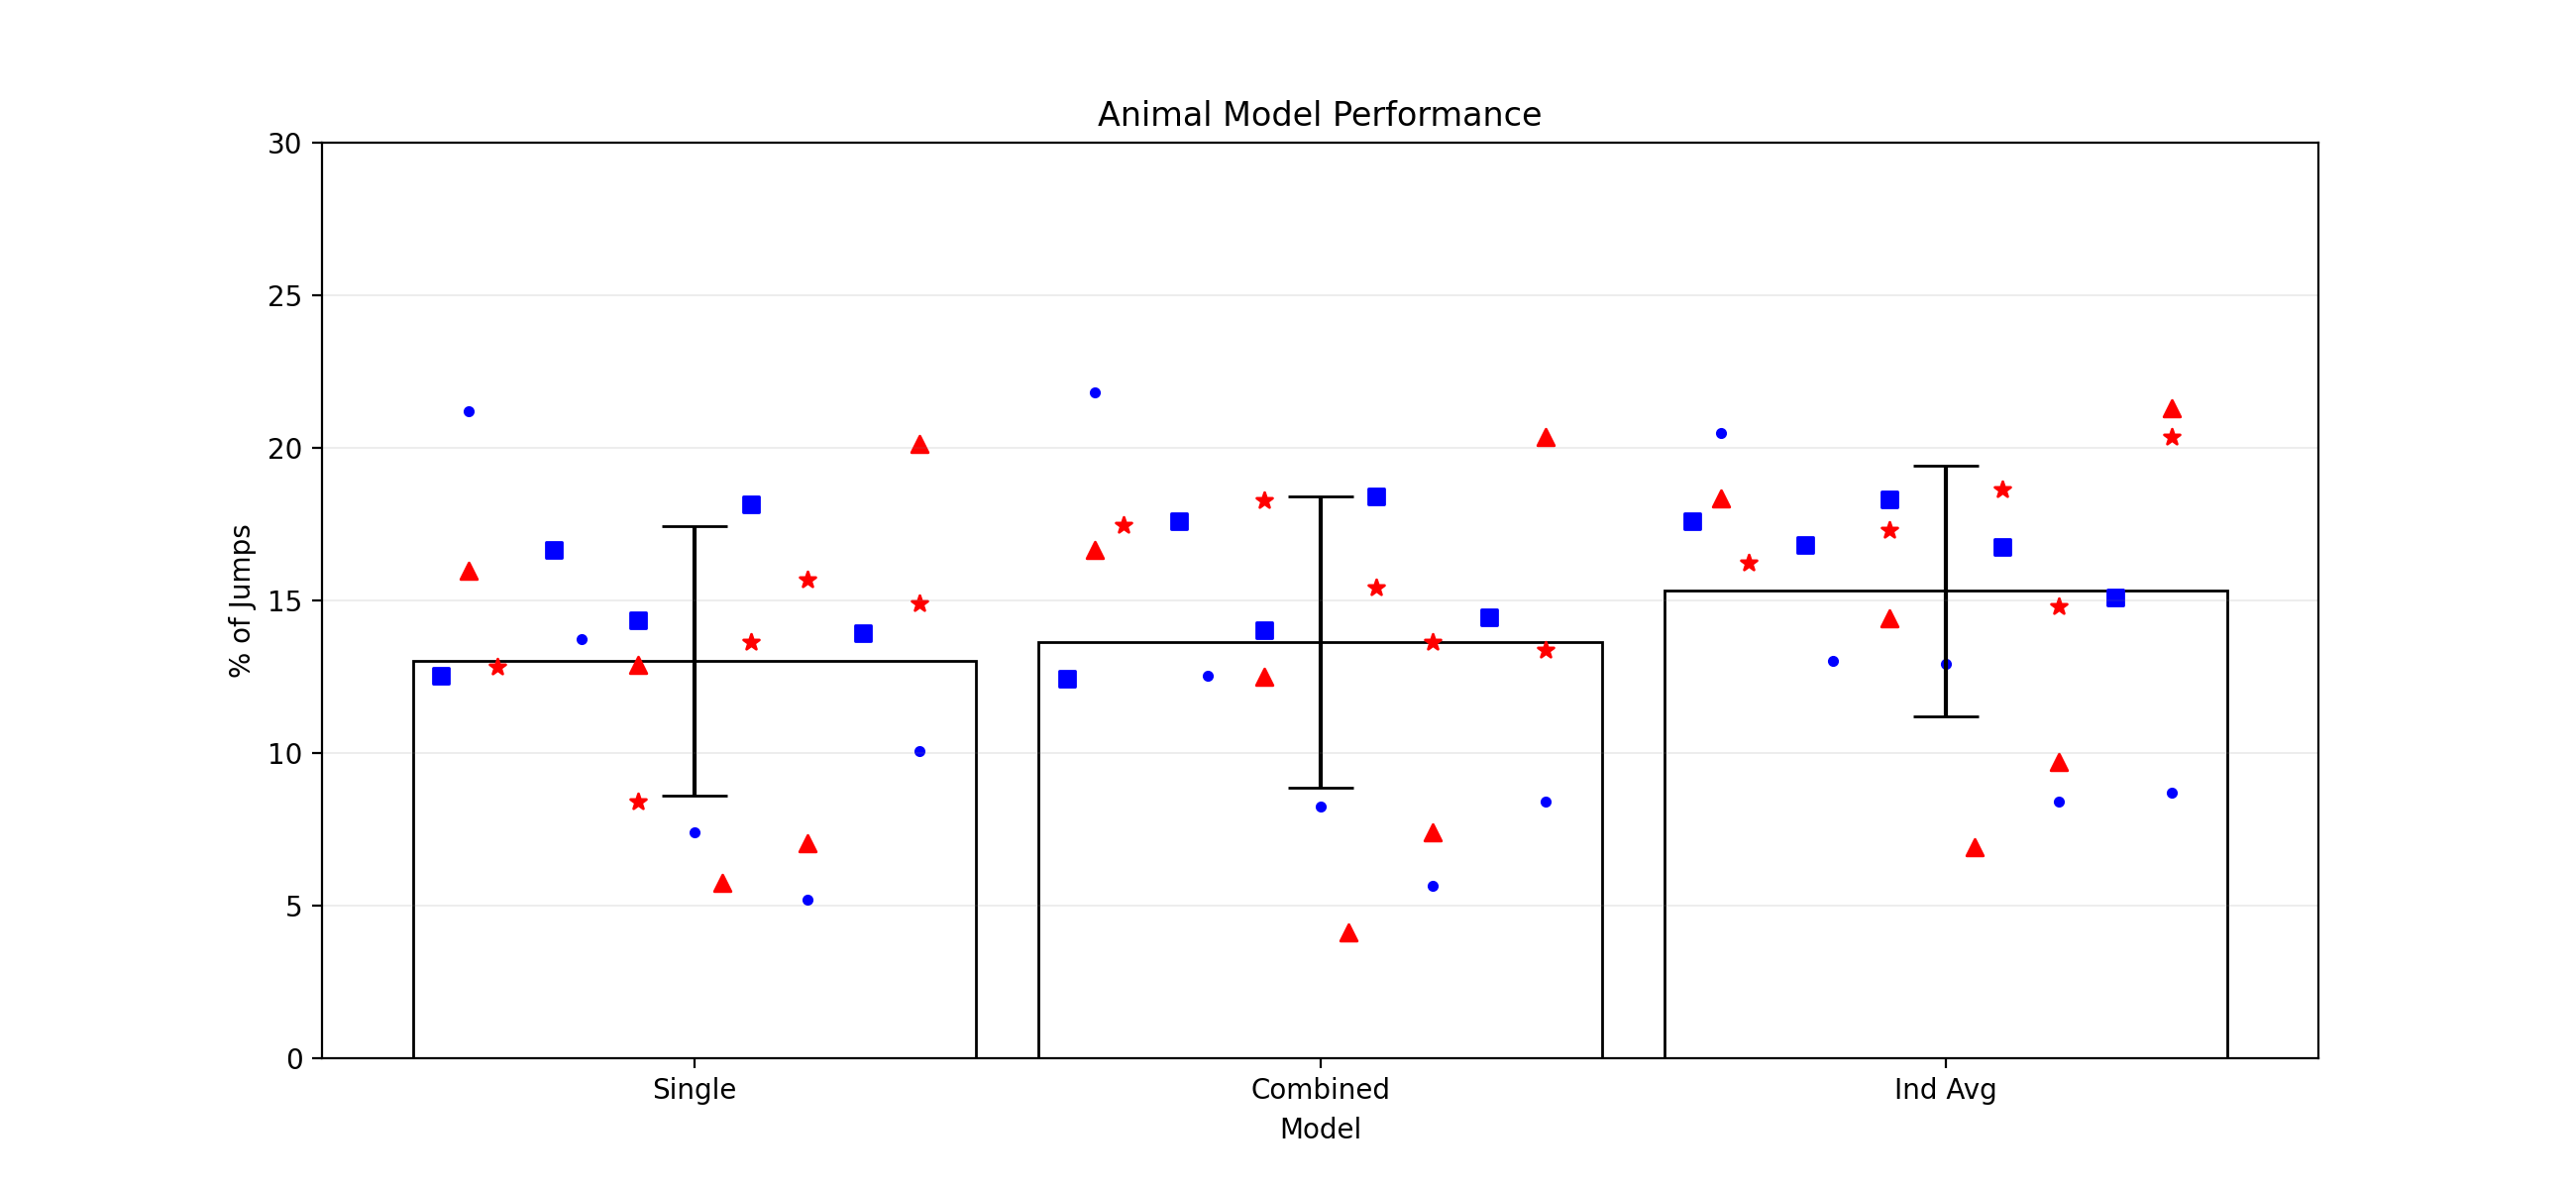 Animal Model Performance
30
25
20
15
10
5
0
% of Jumps
Single
Combined
Ind Avg
Model